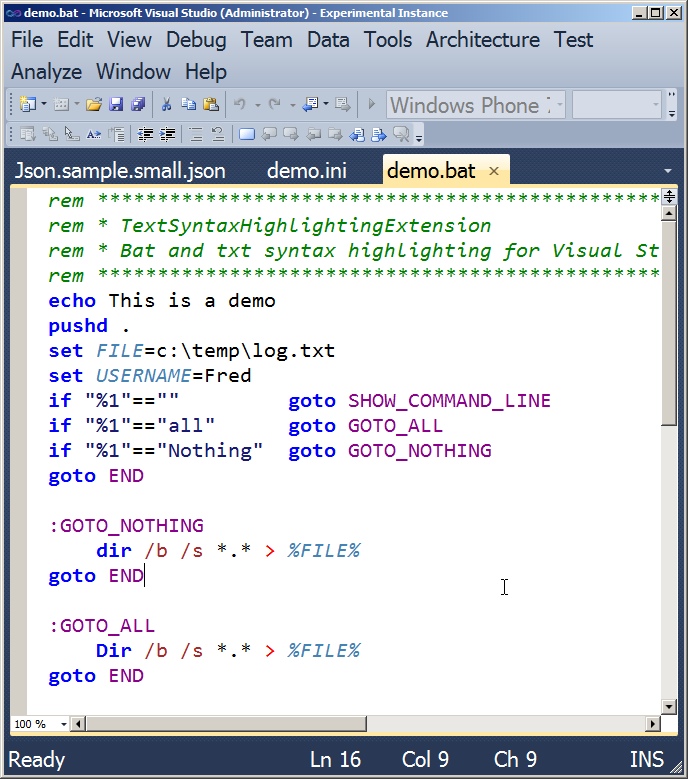 demo.bat - Microsoft Visual Studio (Administrator) - Experimental Instance
File Edit View Debug Team Data Tools Architecture Test
Analyze Window Help
Windows Phone
Json.sample.small.json demo.ini demo.bat ×
rem ***********************************************
rem * TextSyntaxHighlightingExtension
rem * Bat and txt syntax highlighting for Visual St
rem ***********************************************
echo This is a demo
pushd .
set FILE=c:\temp\log.txt
set USERNAME=Fred
if "%1"=="" goto SHOW_COMMAND_LINE
if "%1"=="all" goto GOTO_ALL
if "%1"=="Nothing" goto GOTO_NOTHING
goto END
:GOTO_NOTHING
dir /b /s *.* > %FILE%
goto END
:GOTO_ALL
Dir /b /s *.* > %FILE%
goto END
100 %
Ready Ln 16 Col 9 Ch 9 INS